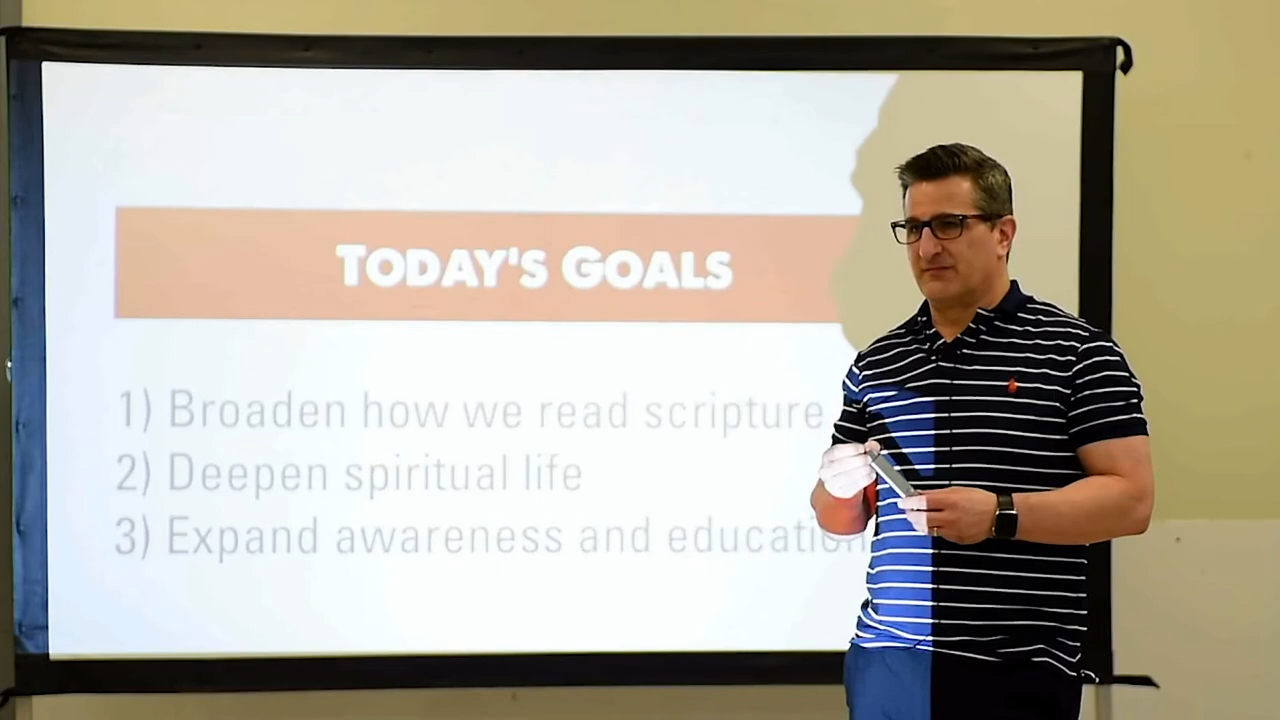 TODAY'S GOALS
1) Broaden how we read scripture
2) Deepen spiritual life
3) Expand awareness and education